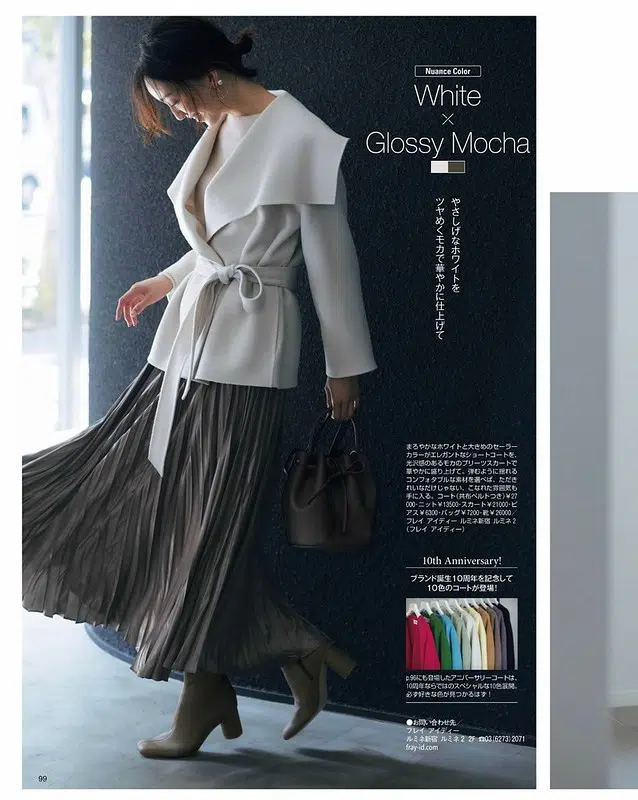 Nuance Color
White
×
Glossy Mocha
やさしげなホワイトを
ツヤめくモカで華やかに仕上げて
まろやかなホワイトと大きめのセーラー
カラーがエレガントなショートコートを、
光沢感のあるモカのプリーツスカートで
華やかに盛り上げて。弾むように揺れる
コンフォタブルな素材を選べば、ただき
れいなだけじゃない、こなれた雰囲気も
手に入る。コート(共布ベルトつき)¥27
000・ニット¥13500・スカート¥21000・ピ
アス¥6300・バッグ¥7200・靴¥26000／
フレイ アイディー ルミネ新宿 ルミネ2
(フレイ アイディー)
10th Anniversary!
ブランド誕生10周年を記念して
10色のコートが登場!
p.96にも登場したアニバーサリーコートは、
10周年ならではのスペシャルな10色展開。
必ず好きな色が見つかるはず!
●お問い合わせ先／
フレイ アイディー
ルミネ新宿 ルミネ2 2F ☎03(6273)2071
fray-id.com
99